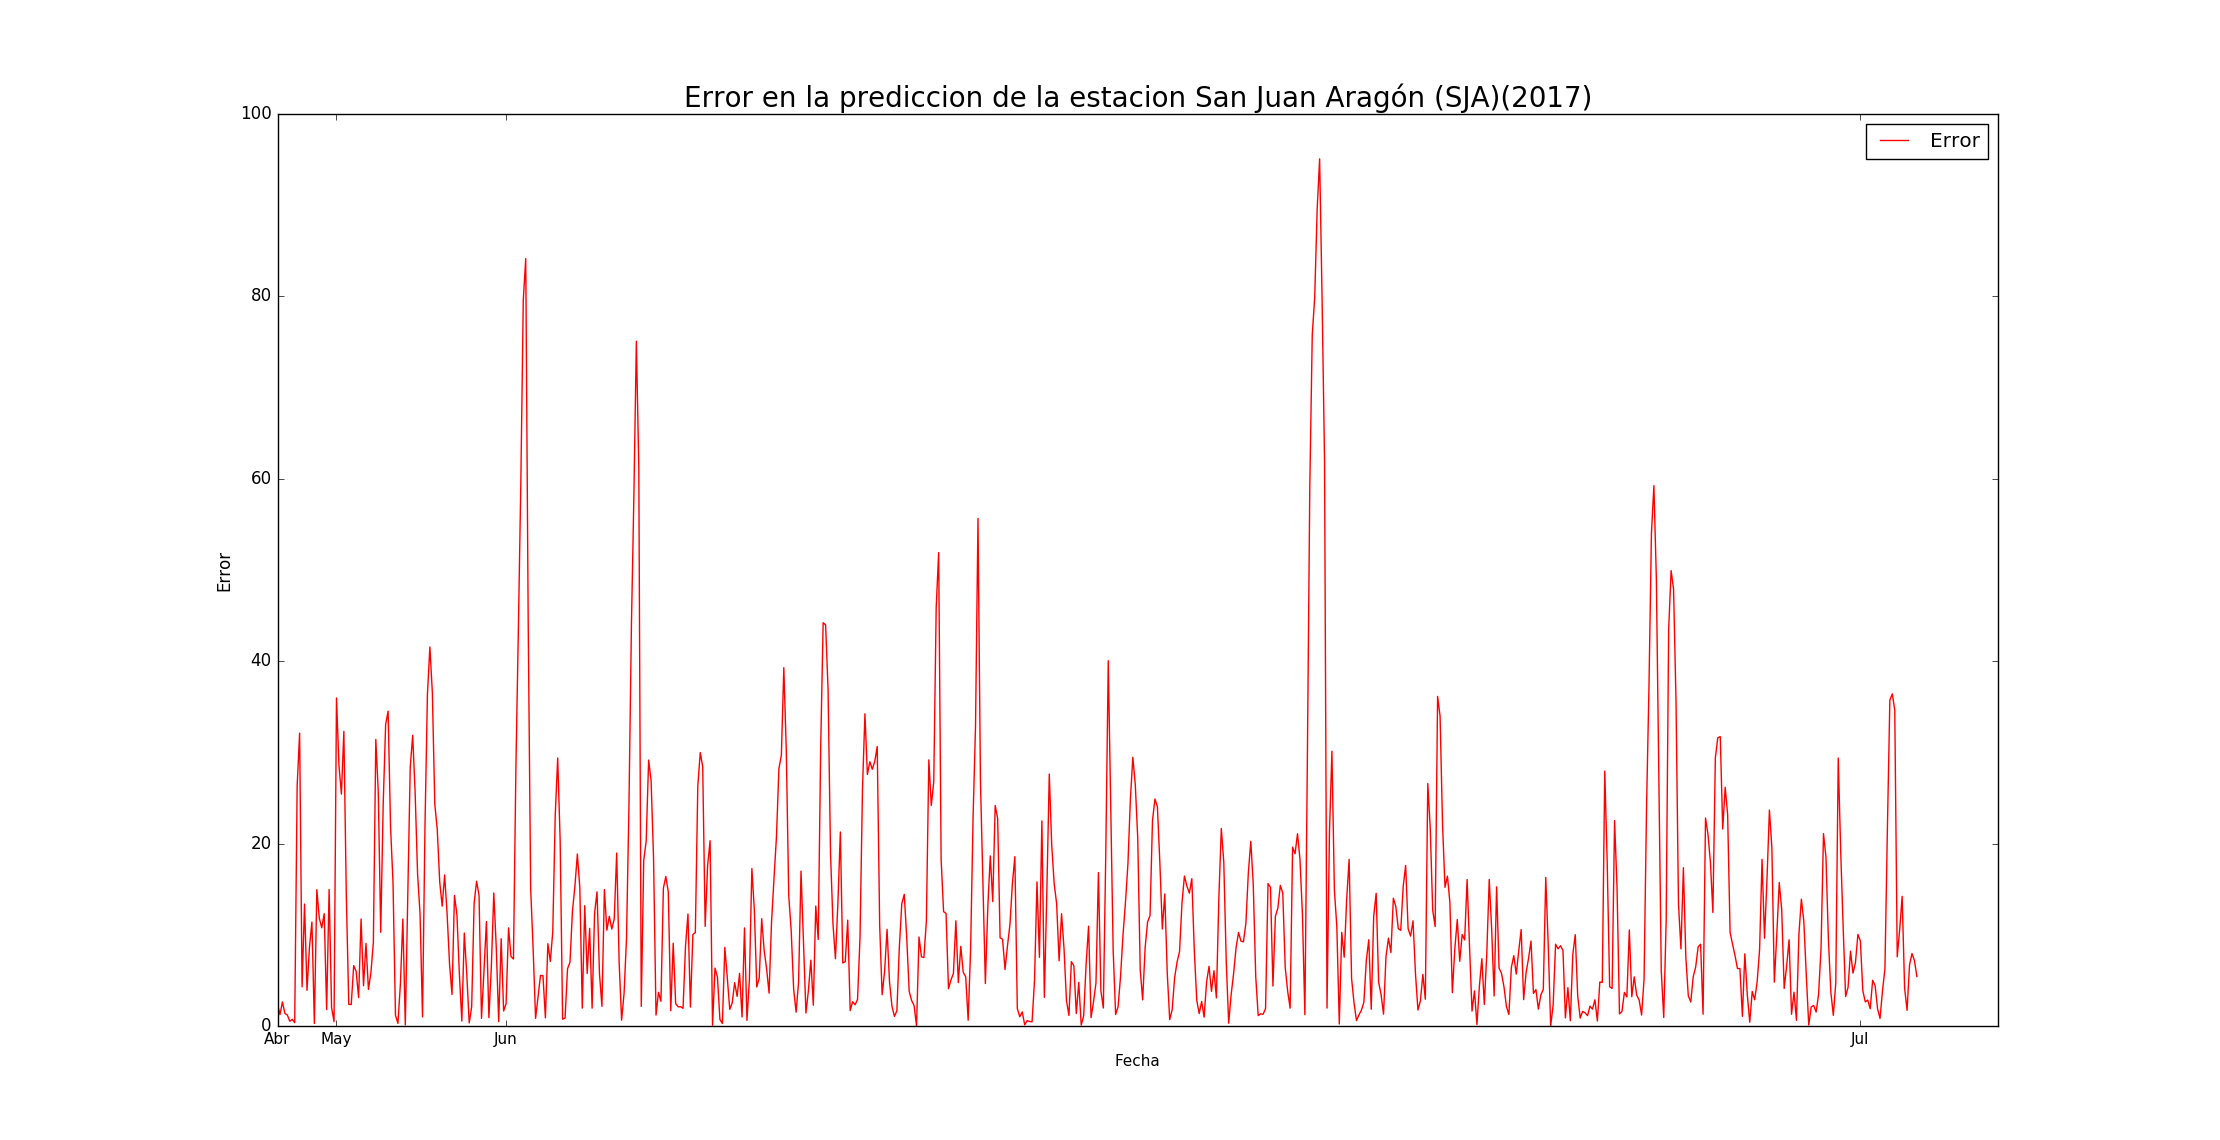 Error en la prediccion de la estacion San Juan Aragón (SJA)(2017)
Error
100
80
60
40
20
0
Error
Abr May Jun Jul
Fecha